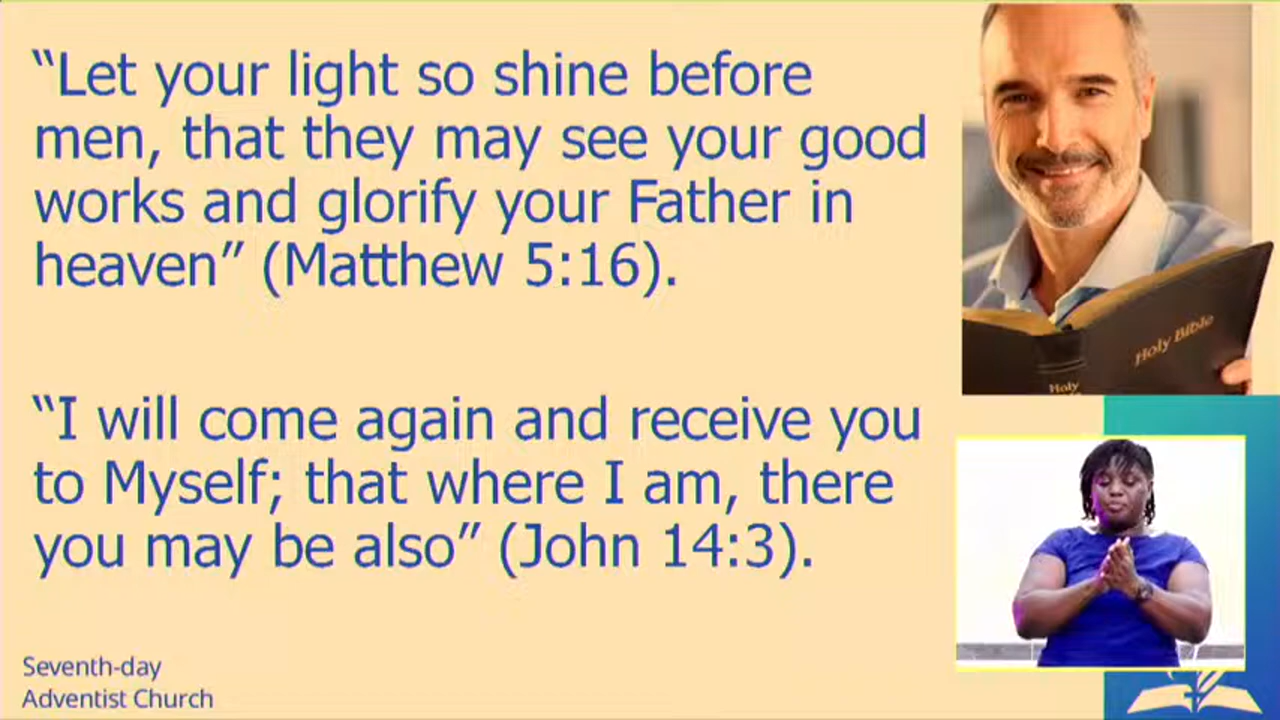 “Let your light so shine before
men, that they may see your good
works and glorify your Father in
heaven” (Matthew 5:16).
“I will come again and receive you
to Myself; that where I am, there
you may be also” (John 14:3).
Holy Bible
Holy
Seventh-day
Adventist Church